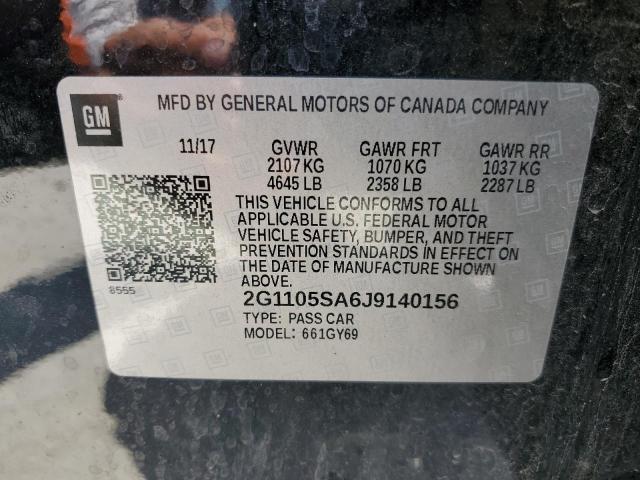 GM
®
MFD BY GENERAL MOTORS OF CANADA COMPANY
11/17 GVWR GAWR FRT GAWR RR
2107 KG 1070 KG 1037 KG
4645 LB 2358 LB 2287 LB
THIS VEHICLE CONFORMS TO ALL
APPLICABLE U.S. FEDERAL MOTOR
VEHICLE SAFETY, BUMPER, AND THEFT
PREVENTION STANDARDS IN EFFECT ON
THE DATE OF MANUFACTURE SHOWN
ABOVE.
8555
2G1105SA6J9140156
TYPE: PASS CAR
MODEL: 661GY69